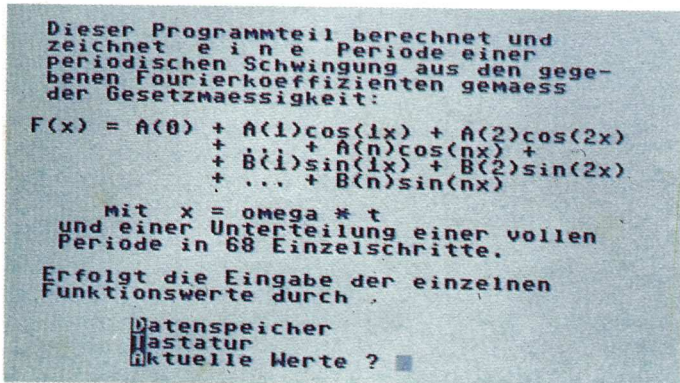 Dieser Programmteil berechnet und
zeichnet e i n e Periode einer
periodischen Schwingung aus den gege-
benen Fourierkoeffizienten gemaess
der Gesetzmaessigkeit:
F(x) = A(0) + A(1)cos(1x) + A(2)cos(2x)
+ ... + A(n)cos(nx) +
+ B(1)sin(1x) + B(2)sin(2x)
+ ... + B(n)sin(nx)
mit x = omega * t
und einer Unterteilung einer vollen
Periode in 68 Einzelschritte.
Erfolgt die Eingabe der einzelnen
Funktionswerte durch
Datenspeicher
Tastatur
Aktuelle Werte ?